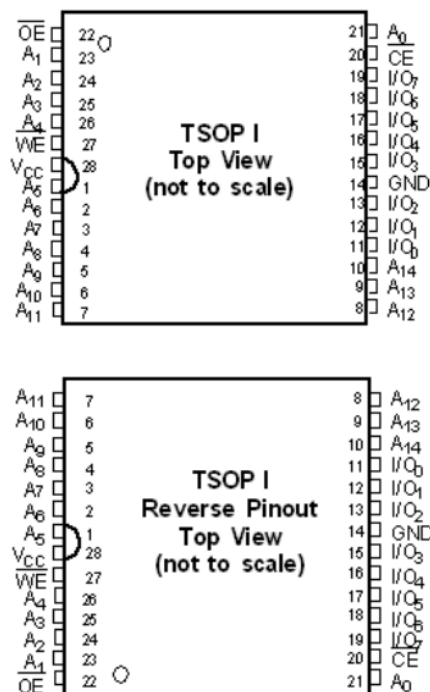 OE 22 21 A0
A1 23 20 CE
A2 24 19 I/O7
A3 25 18 I/O6
A4 26 17 I/O5
WE 27 16 I/O4
VCC 28 15 I/O3
A5 1 14 GND
A6 2 13 I/O2
A7 3 12 I/O1
A8 4 11 I/O0
A9 5 10 A14
A10 6 9 A13
A11 7 8 A12
TSOP I
Top View
(not to scale)
A11 7 8 A12
A10 6 9 A13
A9 5 10 A14
A8 4 11 I/O0
A7 3 12 I/O1
A6 2 13 I/O2
A5 1 14 GND
VCC 28 15 I/O3
WE 27 16 I/O4
A4 26 17 I/O5
A3 25 18 I/O6
A2 24 19 I/O7
A1 23 20 CE
OE 22 21 A0
TSOP I
Reverse Pinout
Top View
(not to scale)